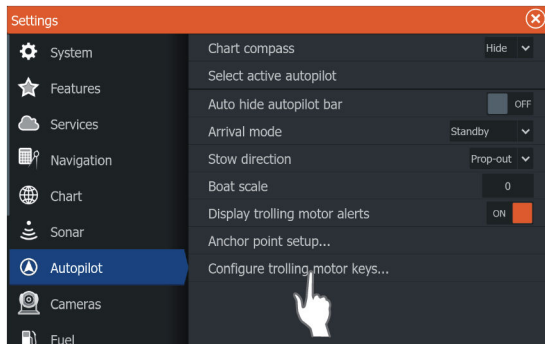 Settings
System
Features
Services
Navigation
Chart
Sonar
Autopilot
Cameras
Fuel
Chart compass Hide
Select active autopilot
Auto hide autopilot bar OFF
Arrival mode Standby
Stow direction Prop-out
Boat scale 0
Display trolling motor alerts ON
Anchor point setup...
Configure trolling motor keys...